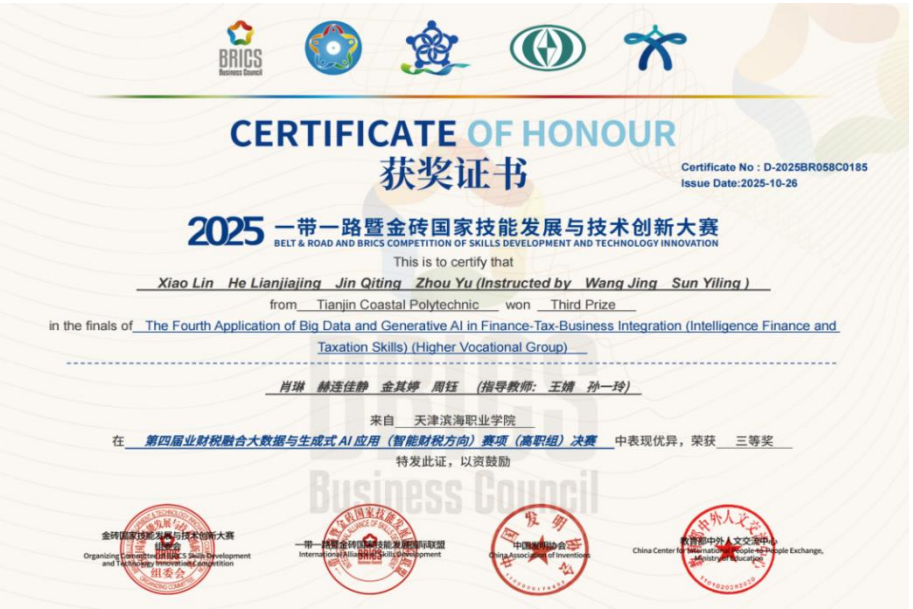 BRICS
Business Council
CERTIFICATE OF HONOUR
获奖证书
Certificate No : D-2025BR058C0185
Issue Date:2025-10-26
2025 一带一路暨金砖国家技能发展与技术创新大赛
BELT & ROAD AND BRICS COMPETITION OF SKILLS DEVELOPMENT AND TECHNOLOGY INNOVATION
This is to certify that
Xiao Lin He Lianjiajing Jin Qiting Zhou Yu (Instructed by Wang Jing Sun Yiling )
from Tianjin Coastal Polytechnic won Third Prize
in the finals of The Fourth Application of Big Data and Generative AI in Finance-Tax-Business Integration (Intelligence Finance and
Taxation Skills) (Higher Vocational Group)
肖琳 赫连佳静 金其婷 周钰 (指导教师: 王婧 孙一玲)
来自 天津滨海职业学院
在 第四届业财税融合大数据与生成式 AI 应用（智能财税方向）赛项（高职组）决赛 中表现优异，荣获 三等奖
特发此证，以资鼓励
BRICS
Business Council
金砖国家技能发展与技术创新大赛
组委会
Organizing Committee of BRICS Skills Development
and Technology Innovation Competition
一带一路暨金砖国家技能发展国际联盟
International Alliance of Skills Development
中国发明协会
China Association of Inventions
教育部中外人文交流中心
China Center for International People-to-People Exchange,
Ministry of Education